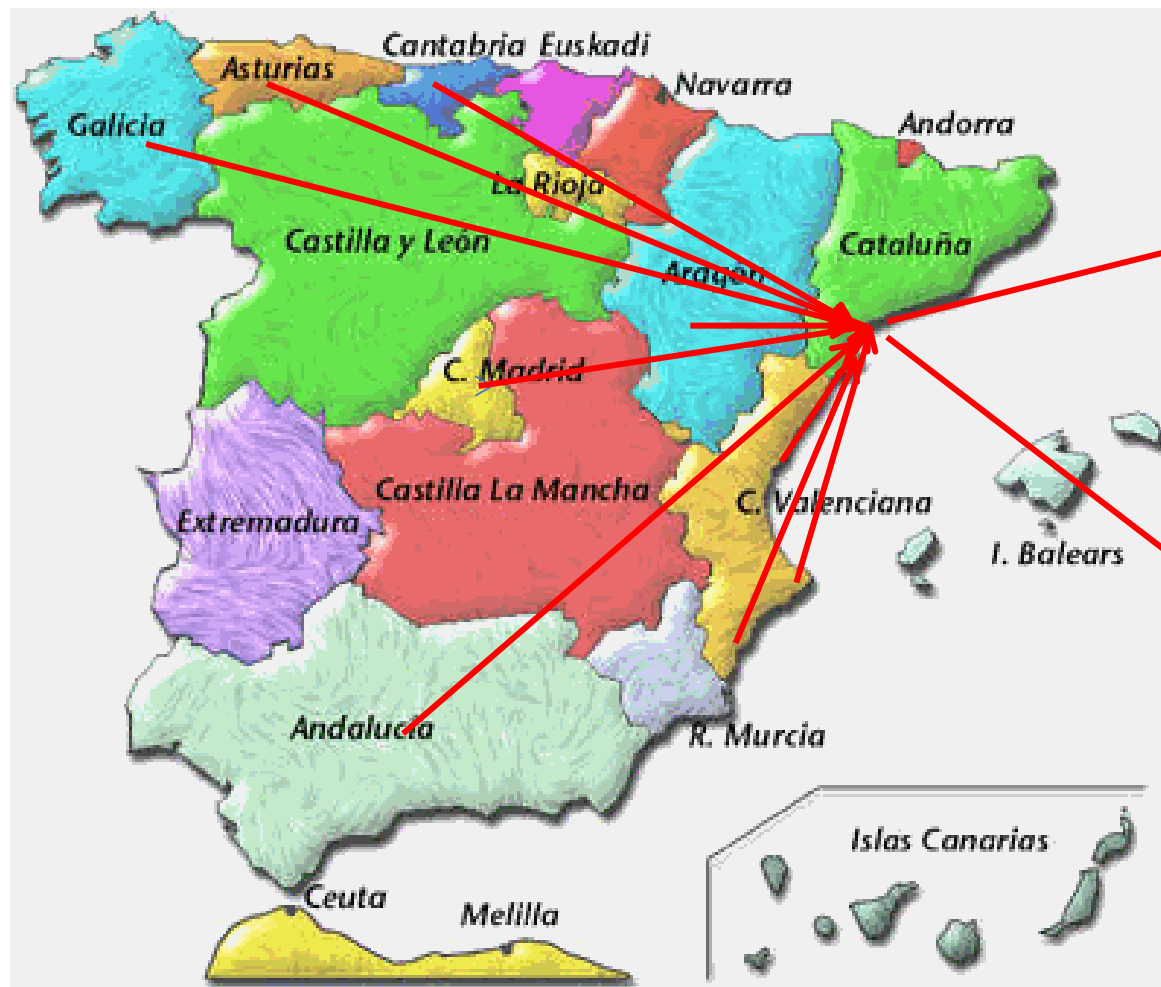 Cantabria Euskadi
Asturias
Navarra
Galicia
Andorra
La Rioja
Castilla y León
Cataluña
Aragón
C. Madrid
Castilla La Mancha
C. Valenciana
Extremadura
I. Balears
Andalucía
R. Murcia
Islas Canarias
Ceuta
Melilla